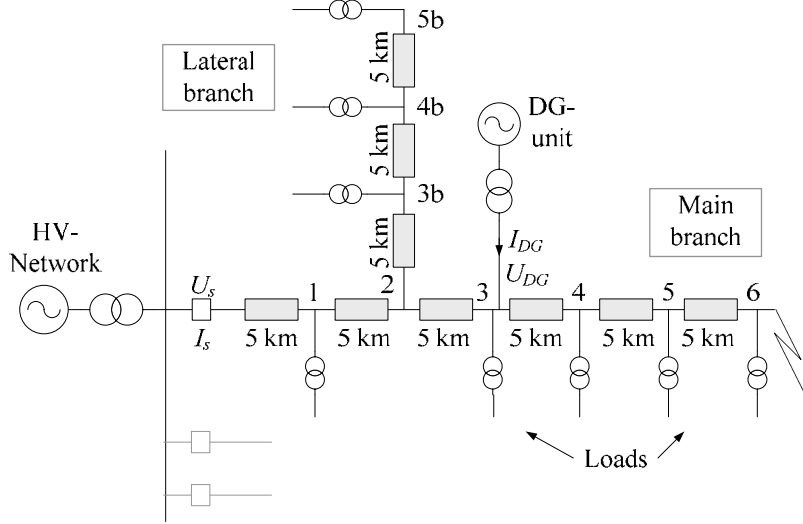 5b
Lateral
branch
5 km
4b
DG-
unit
5 km
3b
Main
branch
HV-
Network
5 km
I_DG
U_DG
U_s
1
2
3
4
5
6
I_s
5 km
5 km
5 km
5 km
5 km
5 km
Loads